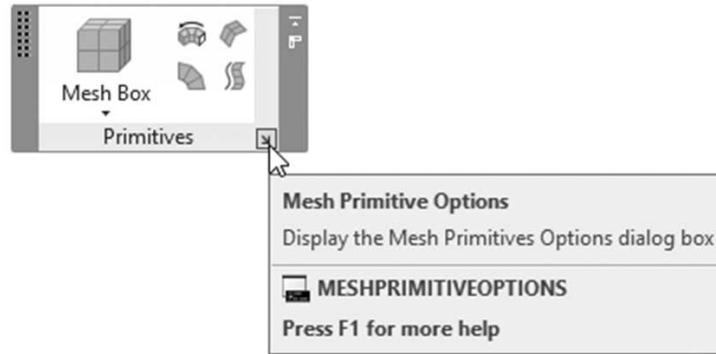 Mesh Box
Primitives
Mesh Primitive Options
Display the Mesh Primitives Options dialog box
MESHPRIMITIVEOPTIONS
Press F1 for more help